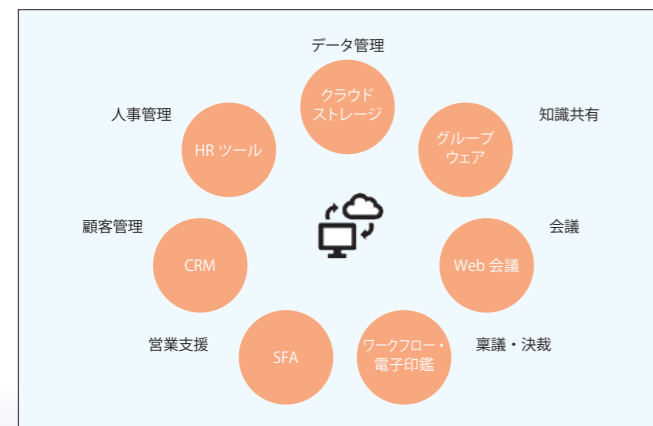 データ管理
クラウド
ストレージ
人事管理
HR ツール
知識共有
グループ
ウェア
顧客管理
CRM
会議
Web 会議
営業支援
SFA
ワークフロー・
電子印鑑
稟議・決裁